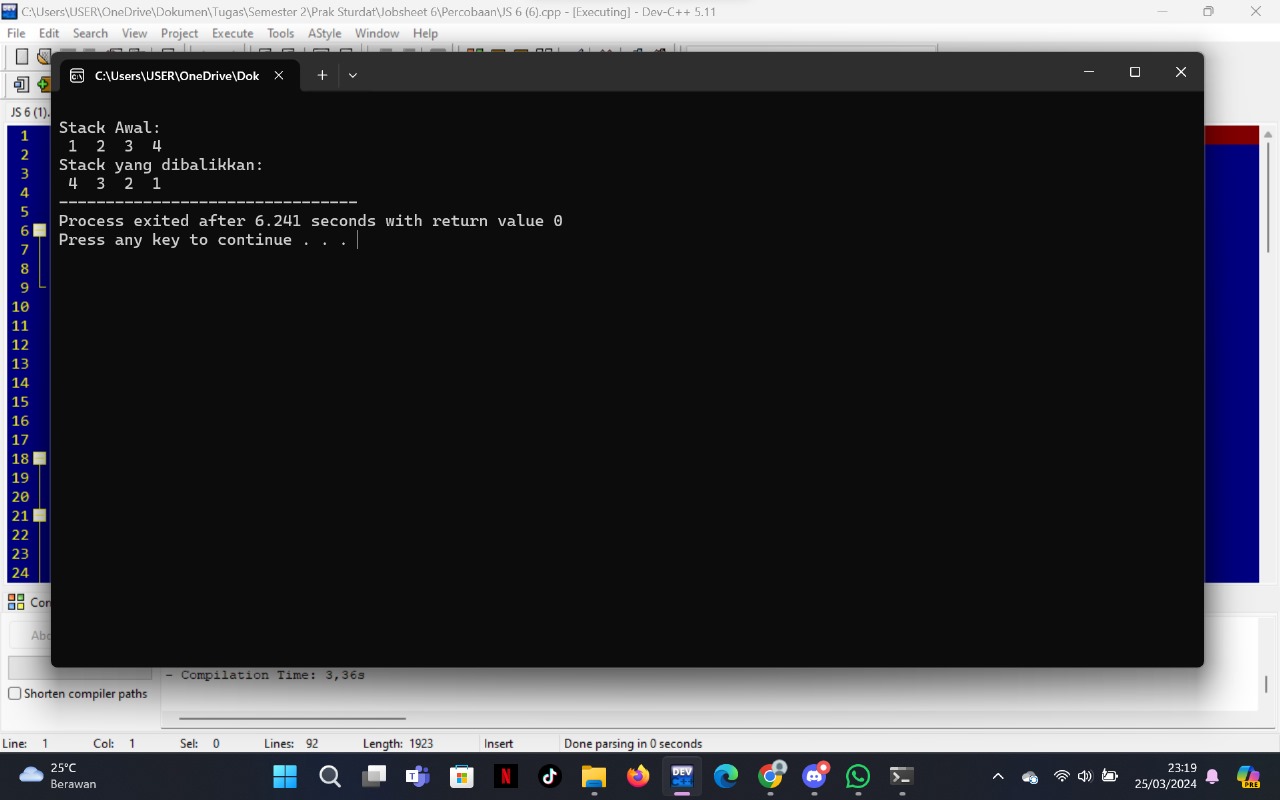 C:\Users\USER\OneDrive\Dokumen\Tugas\Semester 2\Prak Sturdat\Jobsheet 6\Percobaan\JS 6 (6).cpp - [Executing] - Dev-C++ 5.11
File Edit Search View Project Execute Tools AStyle Window Help
C:\Users\USER\OneDrive\Dok
JS 6 (1).
Stack Awal:
1 2 3 4
Stack yang dibalikkan:
4 3 2 1
--------------------------------
Process exited after 6.241 seconds with return value 0
Press any key to continue . . .
1
2
3
4
5
6
7
8
9
10
11
12
13
14
15
16
17
18
19
20
21
22
23
24
- Compilation Time: 3,36s
Shorten compiler paths
Line: 1 Col: 1 Sel: 0 Lines: 92 Length: 1923 Insert Done parsing in 0 seconds
25°C
Berawan
DEV
PRE
23:19
25/03/2024